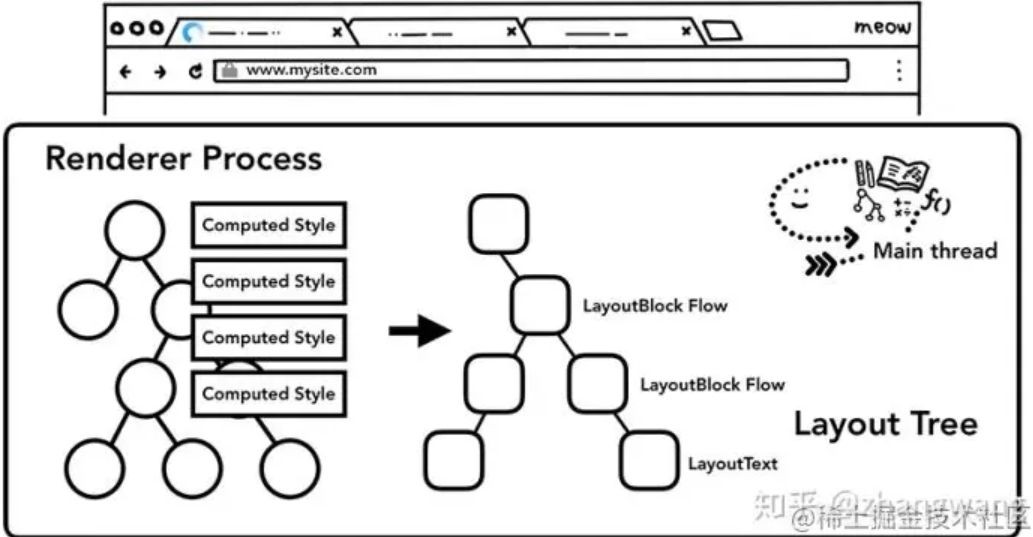 meow
www.mysite.com
Renderer Process
Computed Style
Computed Style
Computed Style
Computed Style
LayoutBlock Flow
LayoutBlock Flow
LayoutText
f()
Main thread
Layout Tree
知乎 @zhangwang
@稀土掘金技术社区